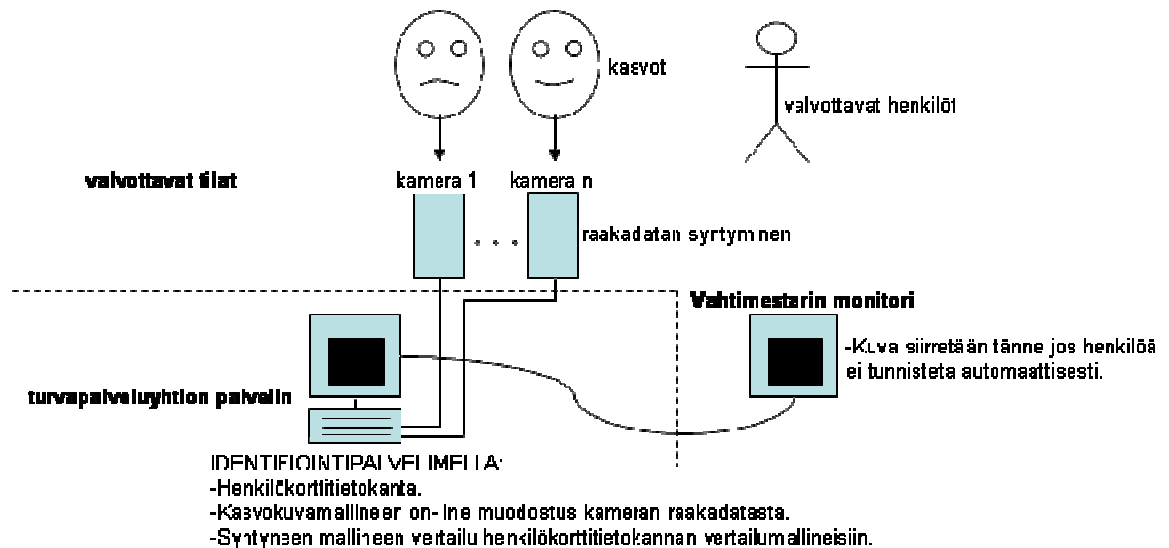 kasvot
valvottavat henkilöt
valvottavat tilat
kamera 1
kamera n
raakadatan syrtyminen
Vahtimestarin monitori
-Kuva siirretään tänne jos henkilöä
ei tunnisteta automaattisesti.
turvapalveluyhtiön palvelin
IDENTIFIOINTIPALVELIMELLA:
-Henkilökorttitietokanta.
-Kasvokuvamallineen on-line muodostus kameran raakadatasta.
-Syntyneen mallineen vertailu henkilökorttitietokannan vertailumallineisiin.